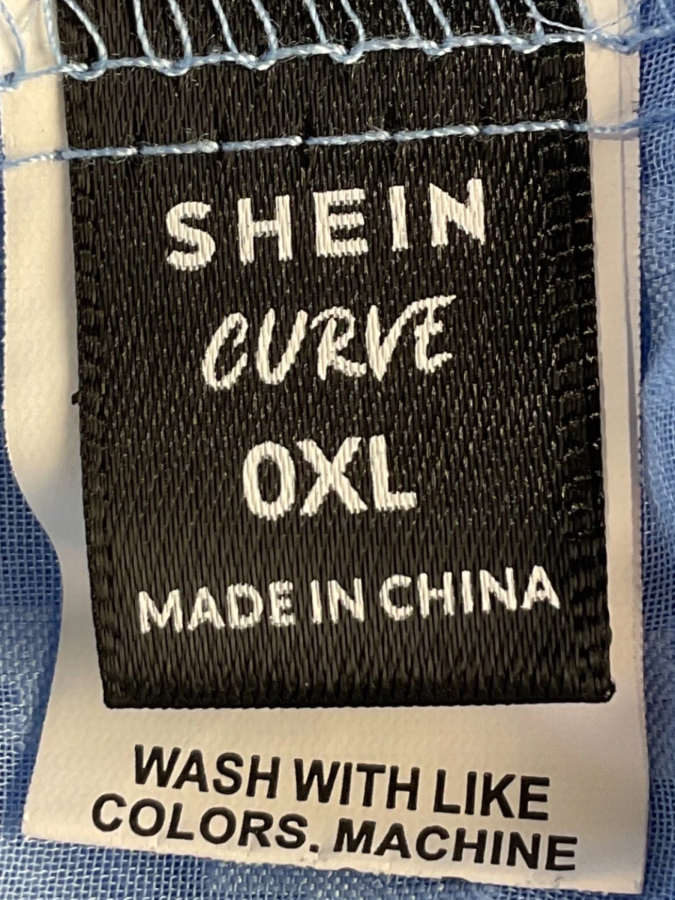 SHEIN
CURVE
0XL
MADE IN CHINA
WASH WITH LIKE
COLORS. MACHINE